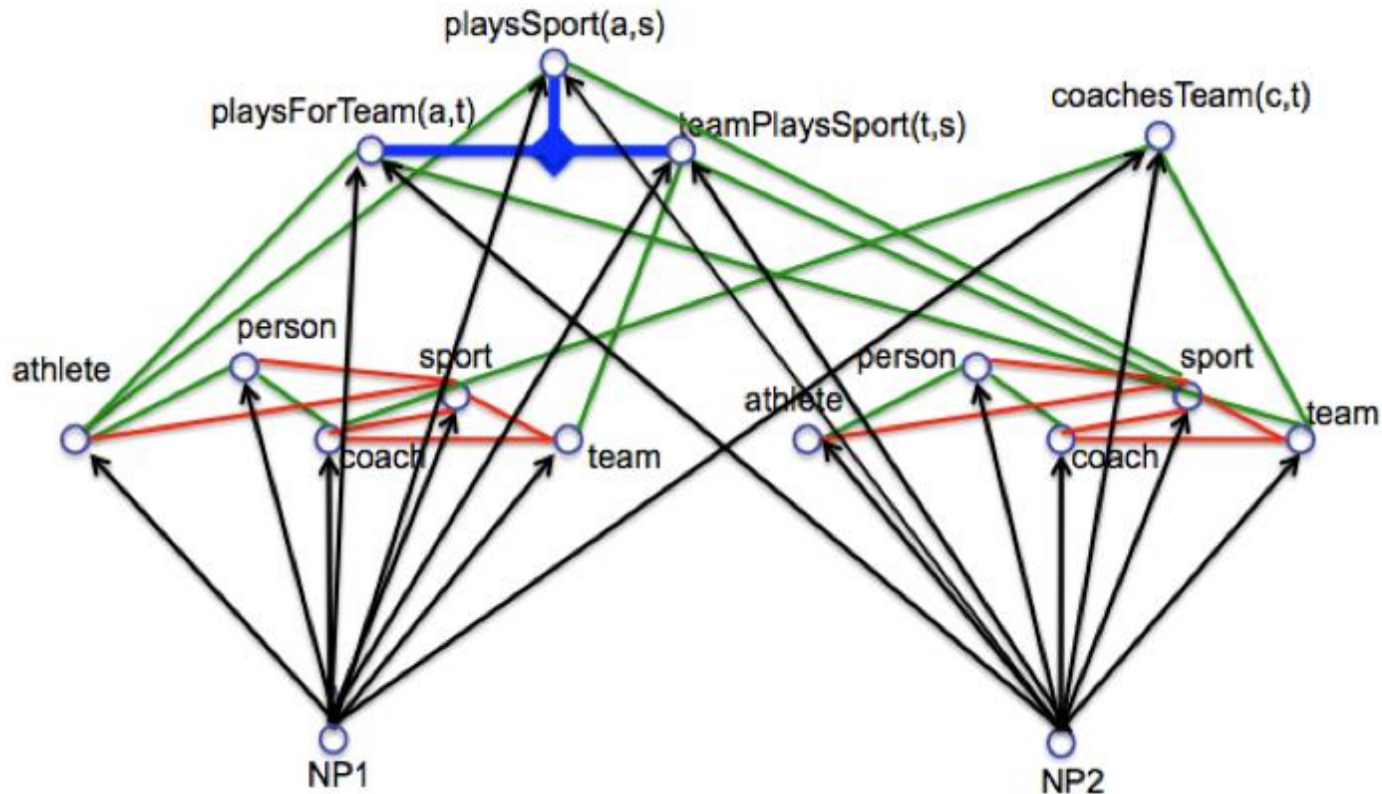 playsSport(a,s)
playsForTeam(a,t)
teamPlaysSport(t,s)
coachesTeam(c,t)
person
sport
athlete
coach
team
person
sport
athlete
team
coach
NP1
NP2